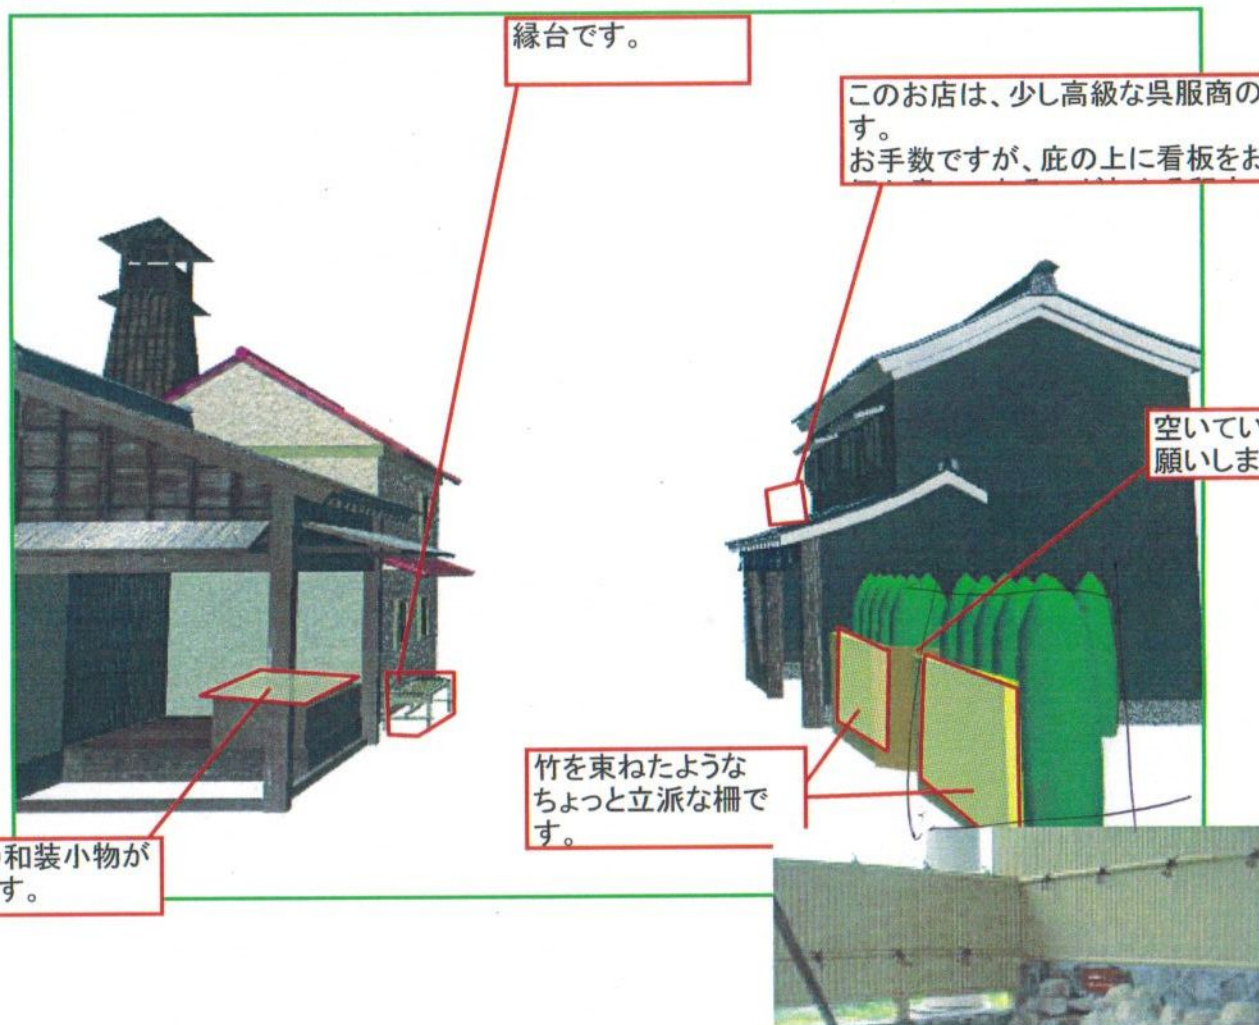 縁台です。
このお店は、少し高級な呉服商の
す。
お手数ですが、庇の上に看板をお
空いてい
願いしま
竹を束ねたような
ちょっと立派な柵で
す。
和装小物が
す。